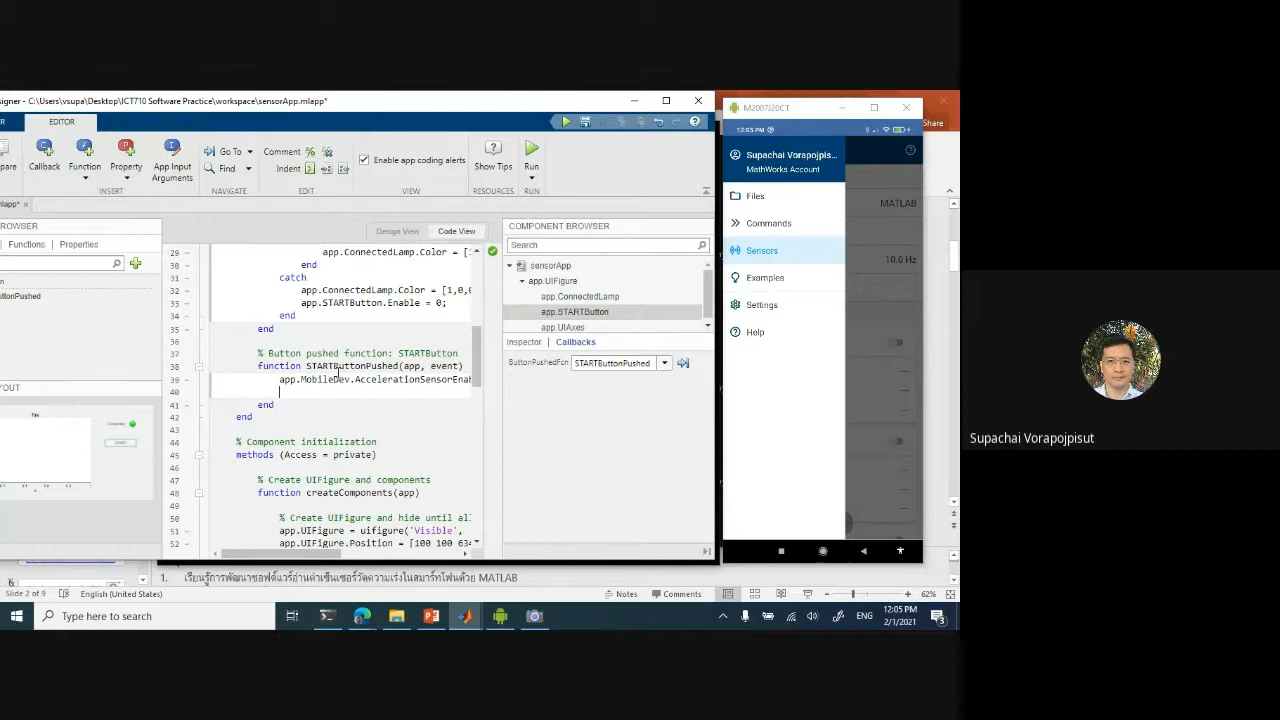 signer - C:\Users\vsupa\Desktop\ICT710 Software Practice\workspace\sensorApp.mlapp*
EDITOR
Callback
Function
Property
App Input
Arguments
INSERT
Go To
Find
NAVIGATE
Comment
Indent
EDIT
Enable app coding alerts
VIEW
Show Tips
RESOURCES
Run
RUN
mlapp*
ROWSER
Functions
Properties
tonPushed
YOUT
Design View
Code View
29 app.ConnectedLamp.Color = [
30 end
31 catch
32 app.ConnectedLamp.Color = [1,0,0
33 app.STARTButton.Enable = 0;
34 end
35 end
36
37 % Button pushed function: STARTButton
38 function STARTButtonPushed(app, event)
39 app.MobileDev.AccelerationSensorEnab
40
41 end
42 end
43
44 % Component initialization
45 methods (Access = private)
46
47 % Create UIFigure and components
48 function createComponents(app)
49
50 % Create UIFigure and hide until al
51 app.UIFigure = uifigure('Visible',
52 app.UIFigure.Position = [100 100 634
COMPONENT BROWSER
Search
sensorApp
app.UIFigure
app.ConnectedLamp
app.STARTButton
app.UIAxes
Inspector
Callbacks
ButtonPushedFcn
STARTButtonPushed
M2007J20CT
12:05 PM
Supachai Vorapojpis...
MathWorks Account
Files
Commands
Sensors
Examples
Settings
Help
MATLAB
10.0 Hz
Share
Supachai Vorapojpisut
1. เรียนรู้การพัฒนาซอฟต์แวร์อ่านค่าเซ็นเซอร์วัดความเร่งในสมาร์ทโฟนด้วย MATLAB
Slide 2 of 9
English (United States)
Notes
Comments
62%
Type here to search
ENG
12:05 PM
2/1/2021
3